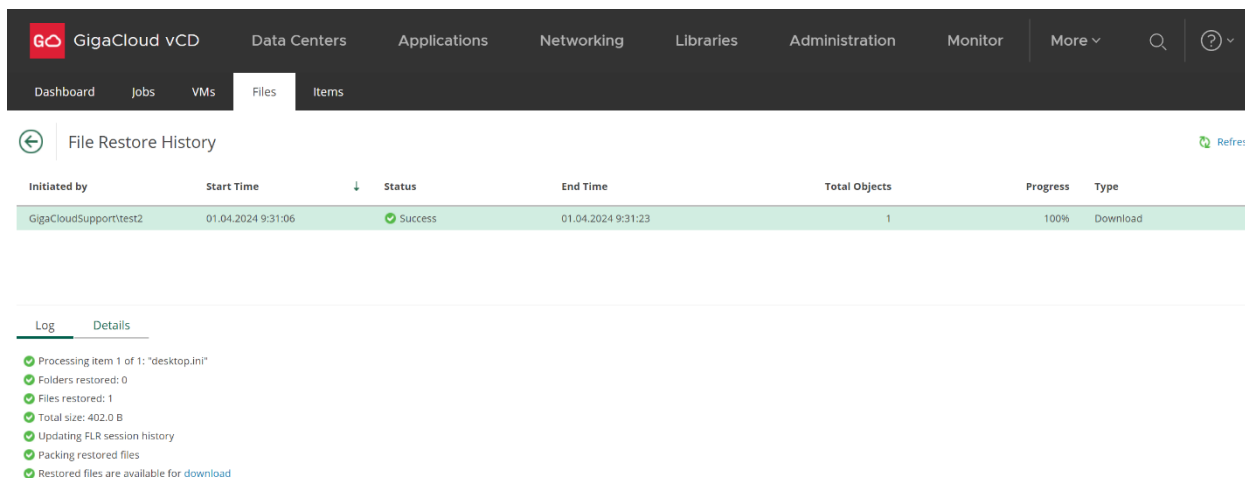 GO GigaCloud vCD Data Centers Applications Networking Libraries Administration Monitor More ?
Dashboard Jobs VMs Files Items
File Restore History Refres
Initiated by Start Time ↓ Status End Time Total Objects Progress Type
GigaCloudSupport\test2 01.04.2024 9:31:06 Success 01.04.2024 9:31:23 1 100% Download
Log Details
Processing item 1 of 1: "desktop.ini"
Folders restored: 0
Files restored: 1
Total size: 402.0 B
Updating FLR session history
Packing restored files
Restored files are available for download